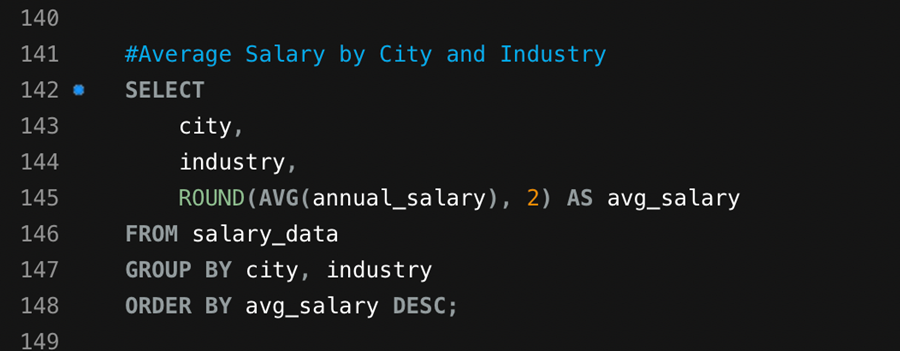 140
141 #Average Salary by City and Industry
142 SELECT
143 city,
144 industry,
145 ROUND(AVG(annual_salary), 2) AS avg_salary
146 FROM salary_data
147 GROUP BY city, industry
148 ORDER BY avg_salary DESC;
149